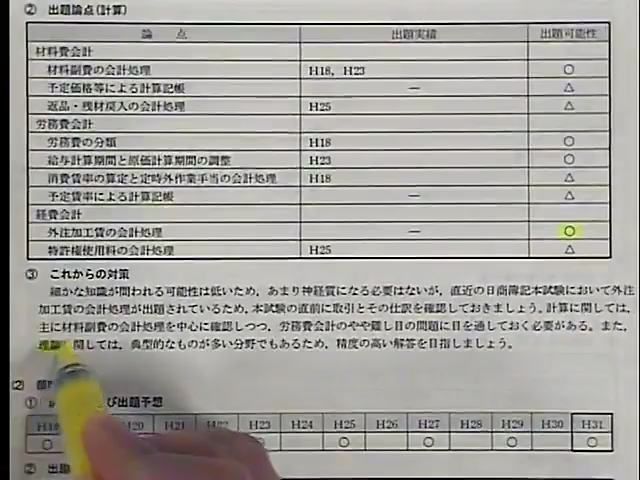 ② 出題論点(計算)
論 点 出題実績 出題可能性
材料費会計
材料副費の会計処理 H18，H23 ○
予定価格等による計算記帳 ― △
返品・残材戻入の会計処理 H25 △
労務費会計
労務費の分類 H18 ○
給与計算期間と原価計算期間の調整 H23 ○
消費賃率の算定と定時外作業手当の会計処理 H18 △
予定賃率による計算記帳 ― △
経費会計
外注加工賃の会計処理 ― ○
特許権使用料の会計処理 H25 △
③ これからの対策
細かな知識が問われる可能性は低いため，あまり神経質になる必要はないが，直近の日商簿記本試験において外注
加工賃の会計処理が出題されているため，本試験の直前に取引とその仕訳を確認しておきましょう。計算に関しては，
主に材料副費の会計処理を中心に確認しつつ，労務費会計のやや難し目の問題に目を通しておく必要がある。また，
理論に関しては，典型的なものが多い分野でもあるため，精度の高い解答を目指しましょう。
⑵ 部
① び出題予想
H20 H21 H22 H23 H24 H25 H26 H27 H28 H29 H30 H31
○ ○ ○ ○ ○ ○
② 出題